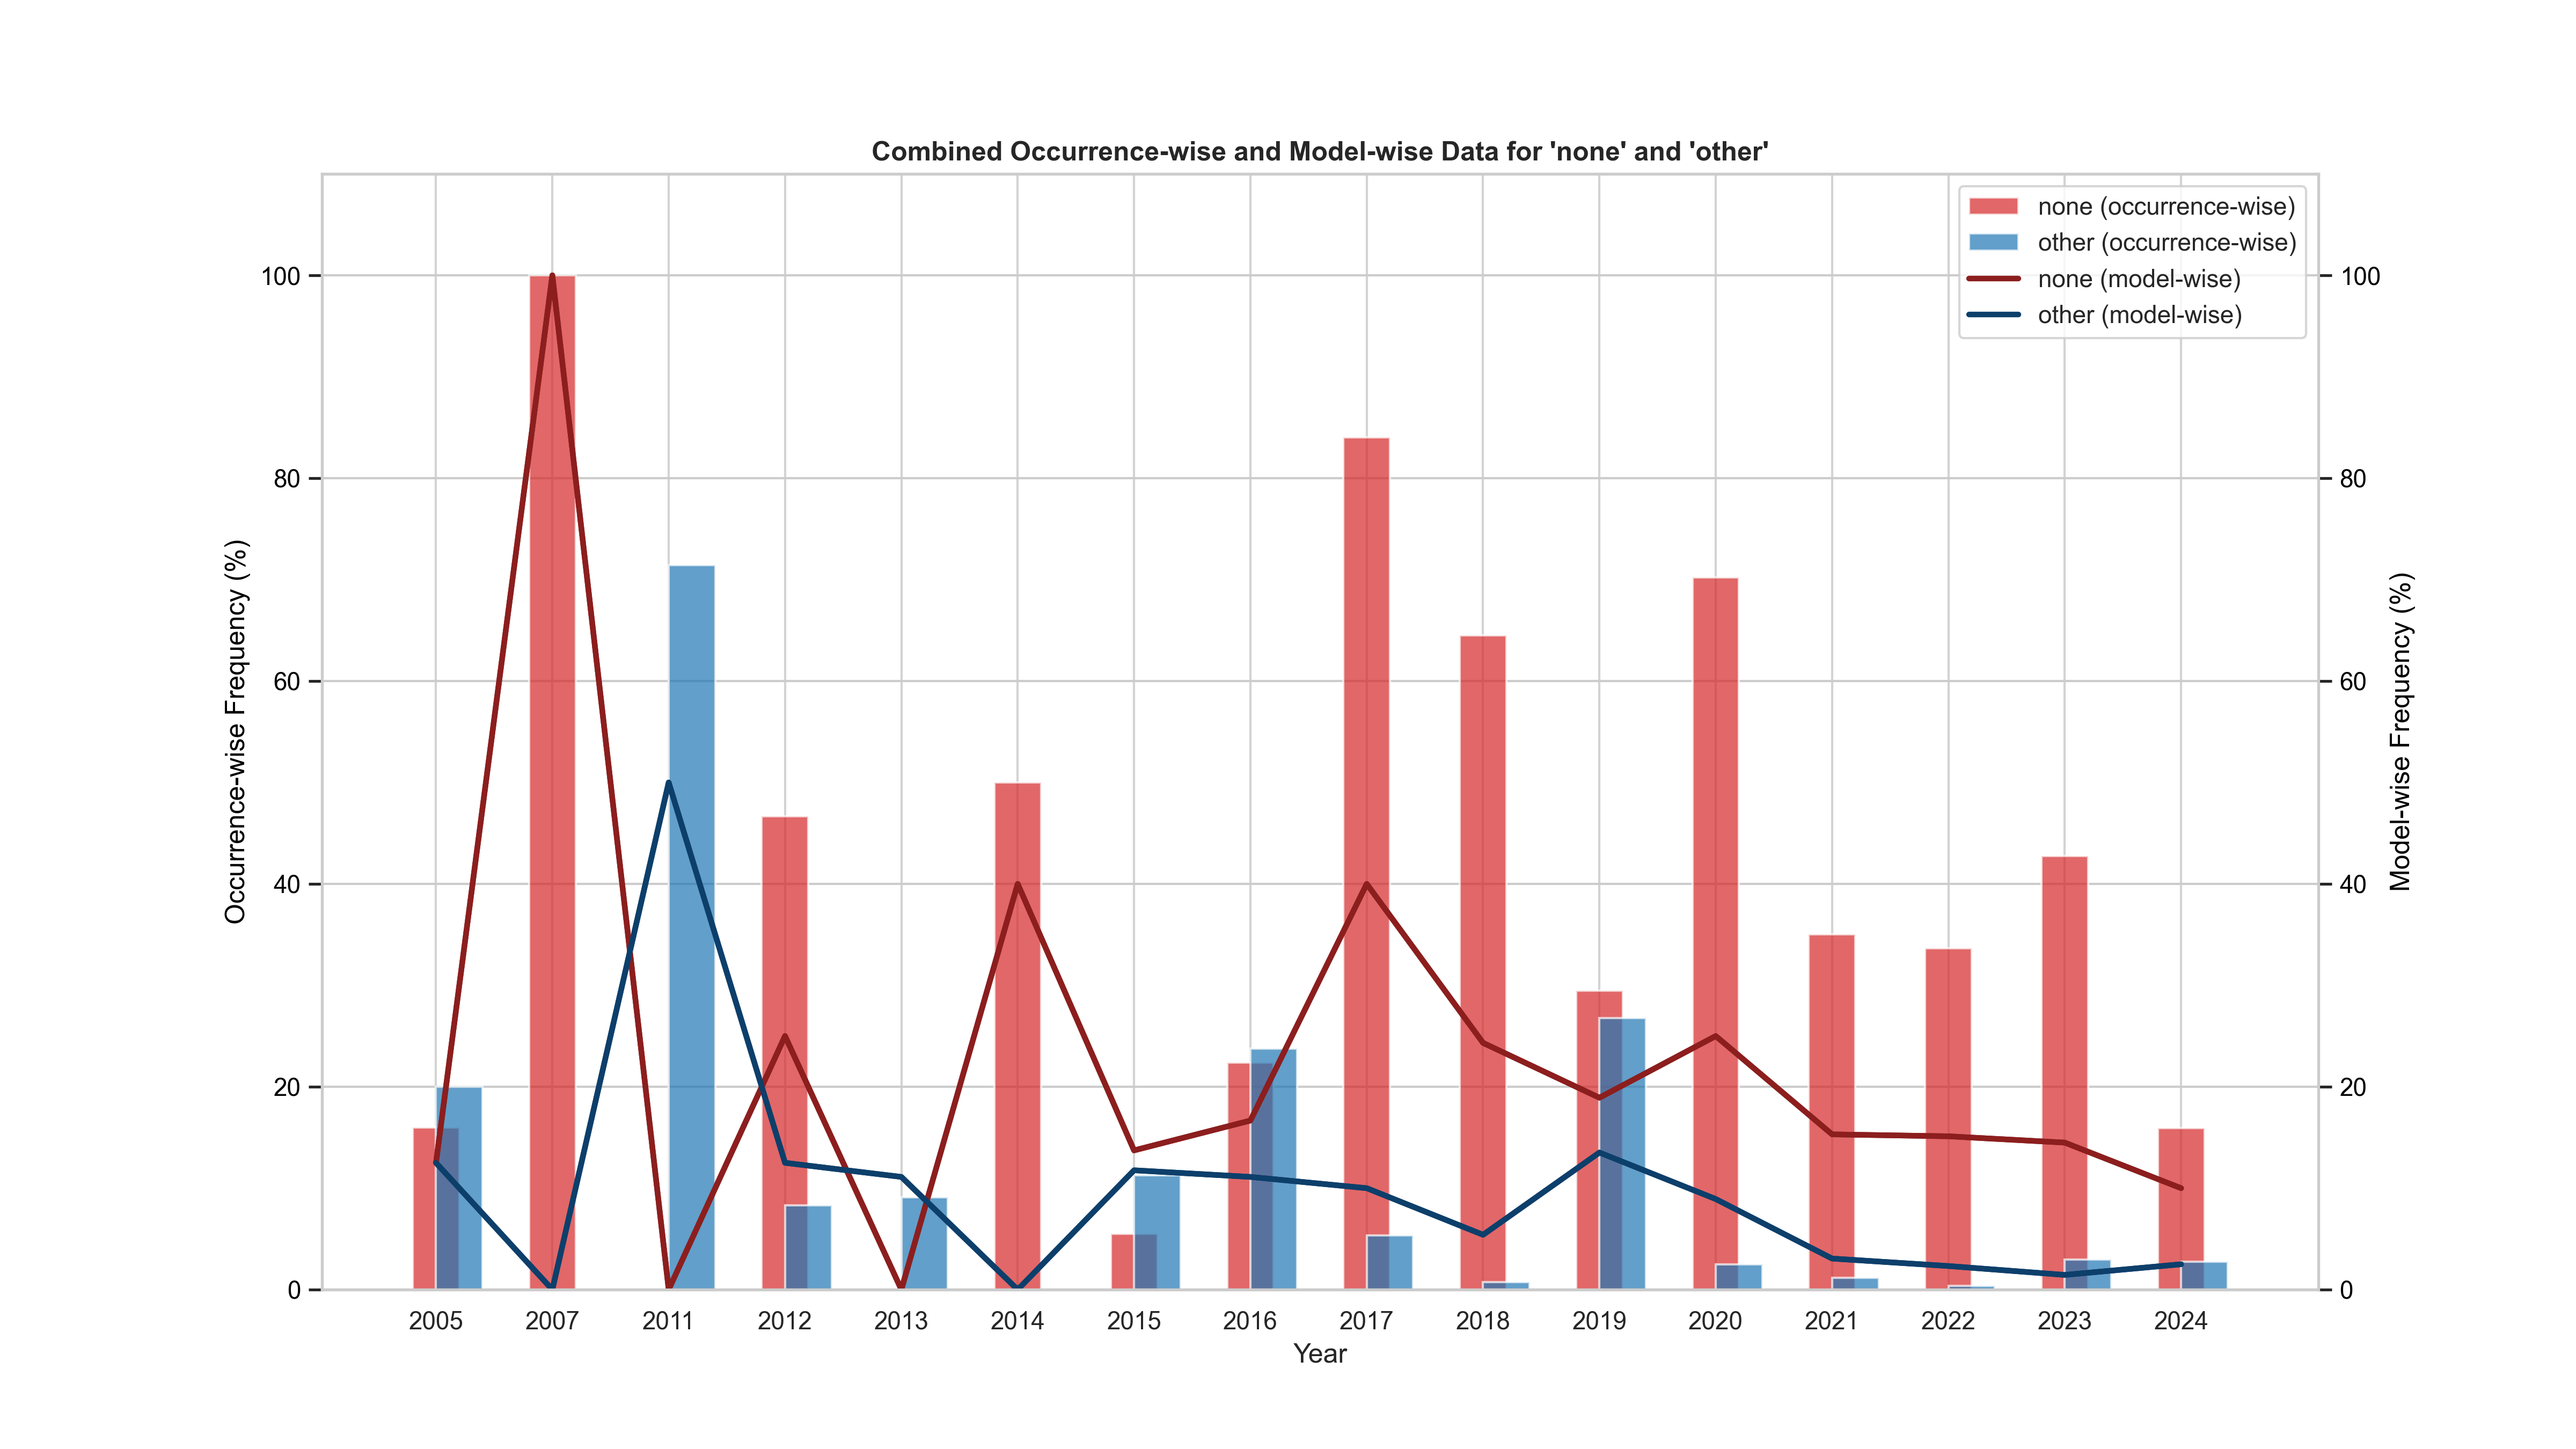 Combined Occurrence-wise and Model-wise Data for 'none' and 'other'
none (occurrence-wise)
other (occurrence-wise)
none (model-wise)
other (model-wise)
Occurrence-wise Frequency (%)
100
80
60
40
20
0
Model-wise Frequency (%)
100
80
60
40
20
0
2005 2007 2011 2012 2013 2014 2015 2016 2017 2018 2019 2020 2021 2022 2023 2024
Year